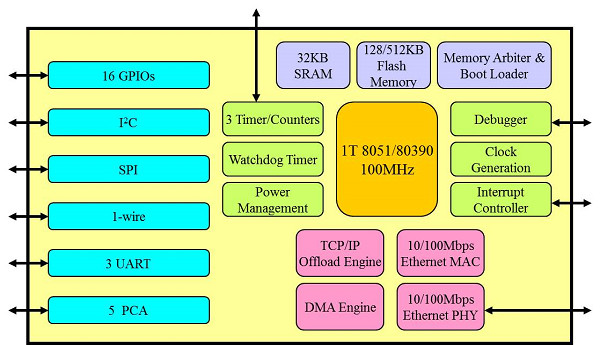 16 GPIOs
I²C
SPI
1-wire
3 UART
5 PCA
32KB
SRAM
128/512KB
Flash
Memory
Memory Arbiter &
Boot Loader
3 Timer/Counters
Watchdog Timer
Power
Management
1T 8051/80390
100MHz
Debugger
Clock
Generation
Interrupt
Controller
TCP/IP
Offload Engine
10/100Mbps
Ethernet MAC
DMA Engine
10/100Mbps
Ethernet PHY